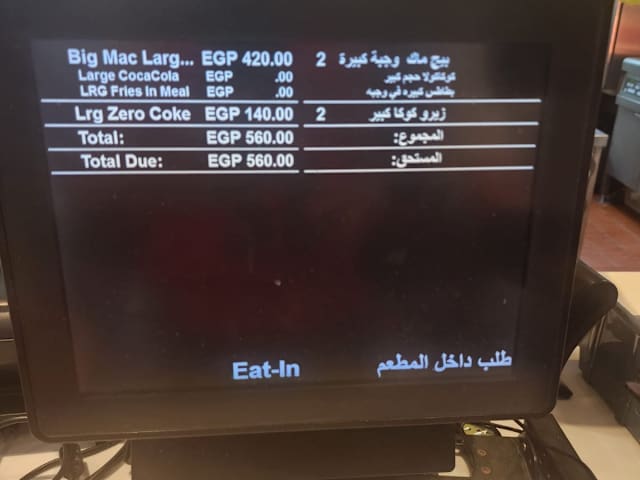 Big Mac Larg... EGP 420.00 2 بيج ماك وجبة كبيرة
Large CocaCola EGP .00 كوكاكولا حجم كبير
LRG Fries In Meal EGP .00 بطاطس كبيره في وجبه
Lrg Zero Coke EGP 140.00 2 زيرو كوكا كبير
Total: EGP 560.00 المجموع:
Total Due: EGP 560.00 المستحق:
Eat-In طلب داخل المطعم